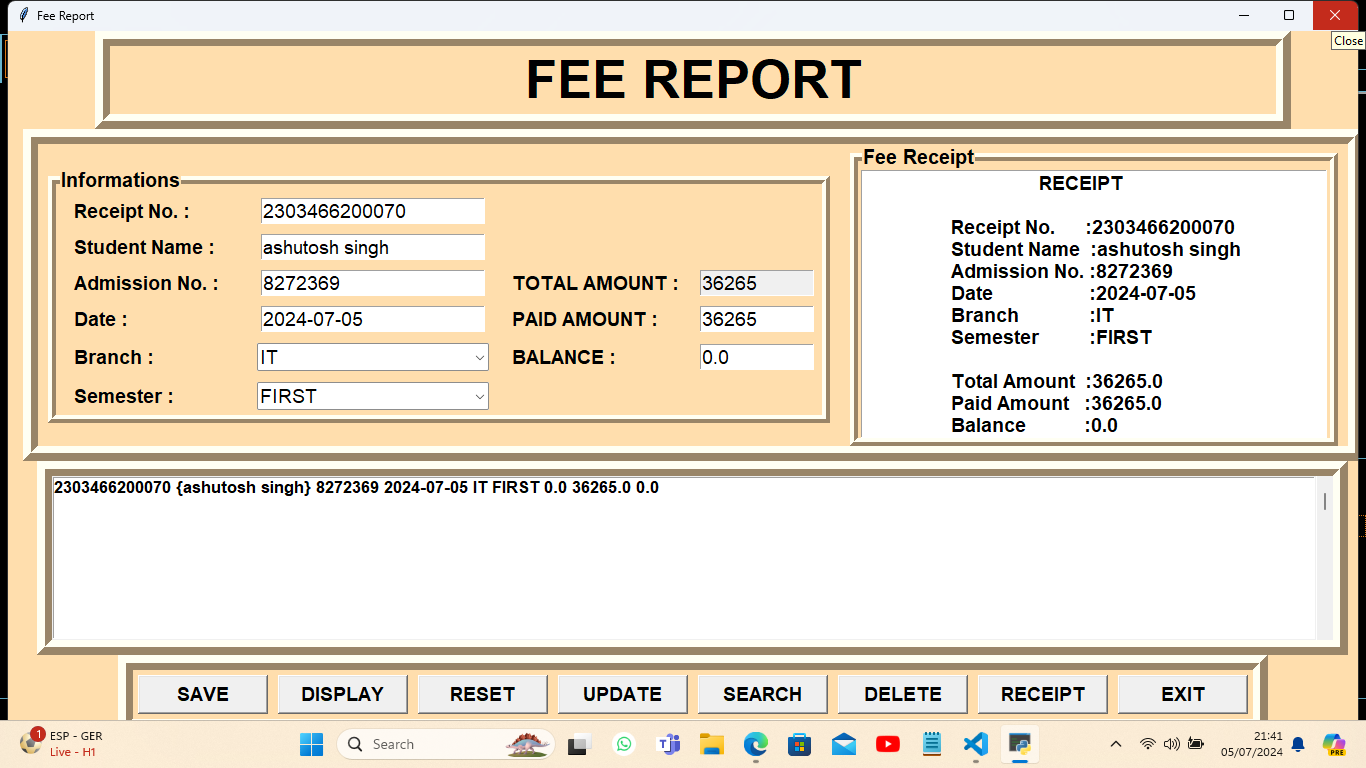 Fee Report
Close
FEE REPORT
Informations
Receipt No. : 2303466200070
Student Name : ashutosh singh
Admission No. : 8272369 TOTAL AMOUNT : 36265
Date : 2024-07-05 PAID AMOUNT : 36265
Branch : IT BALANCE : 0.0
Semester : FIRST
Fee Receipt
RECEIPT
Receipt No. :2303466200070
Student Name :ashutosh singh
Admission No. :8272369
Date :2024-07-05
Branch :IT
Semester :FIRST
Total Amount :36265.0
Paid Amount :36265.0
Balance :0.0
2303466200070 {ashutosh singh} 8272369 2024-07-05 IT FIRST 0.0 36265.0 0.0
SAVE DISPLAY RESET UPDATE SEARCH DELETE RECEIPT EXIT
1 ESP - GER
Live - H1
Search
21:41
05/07/2024
PRE